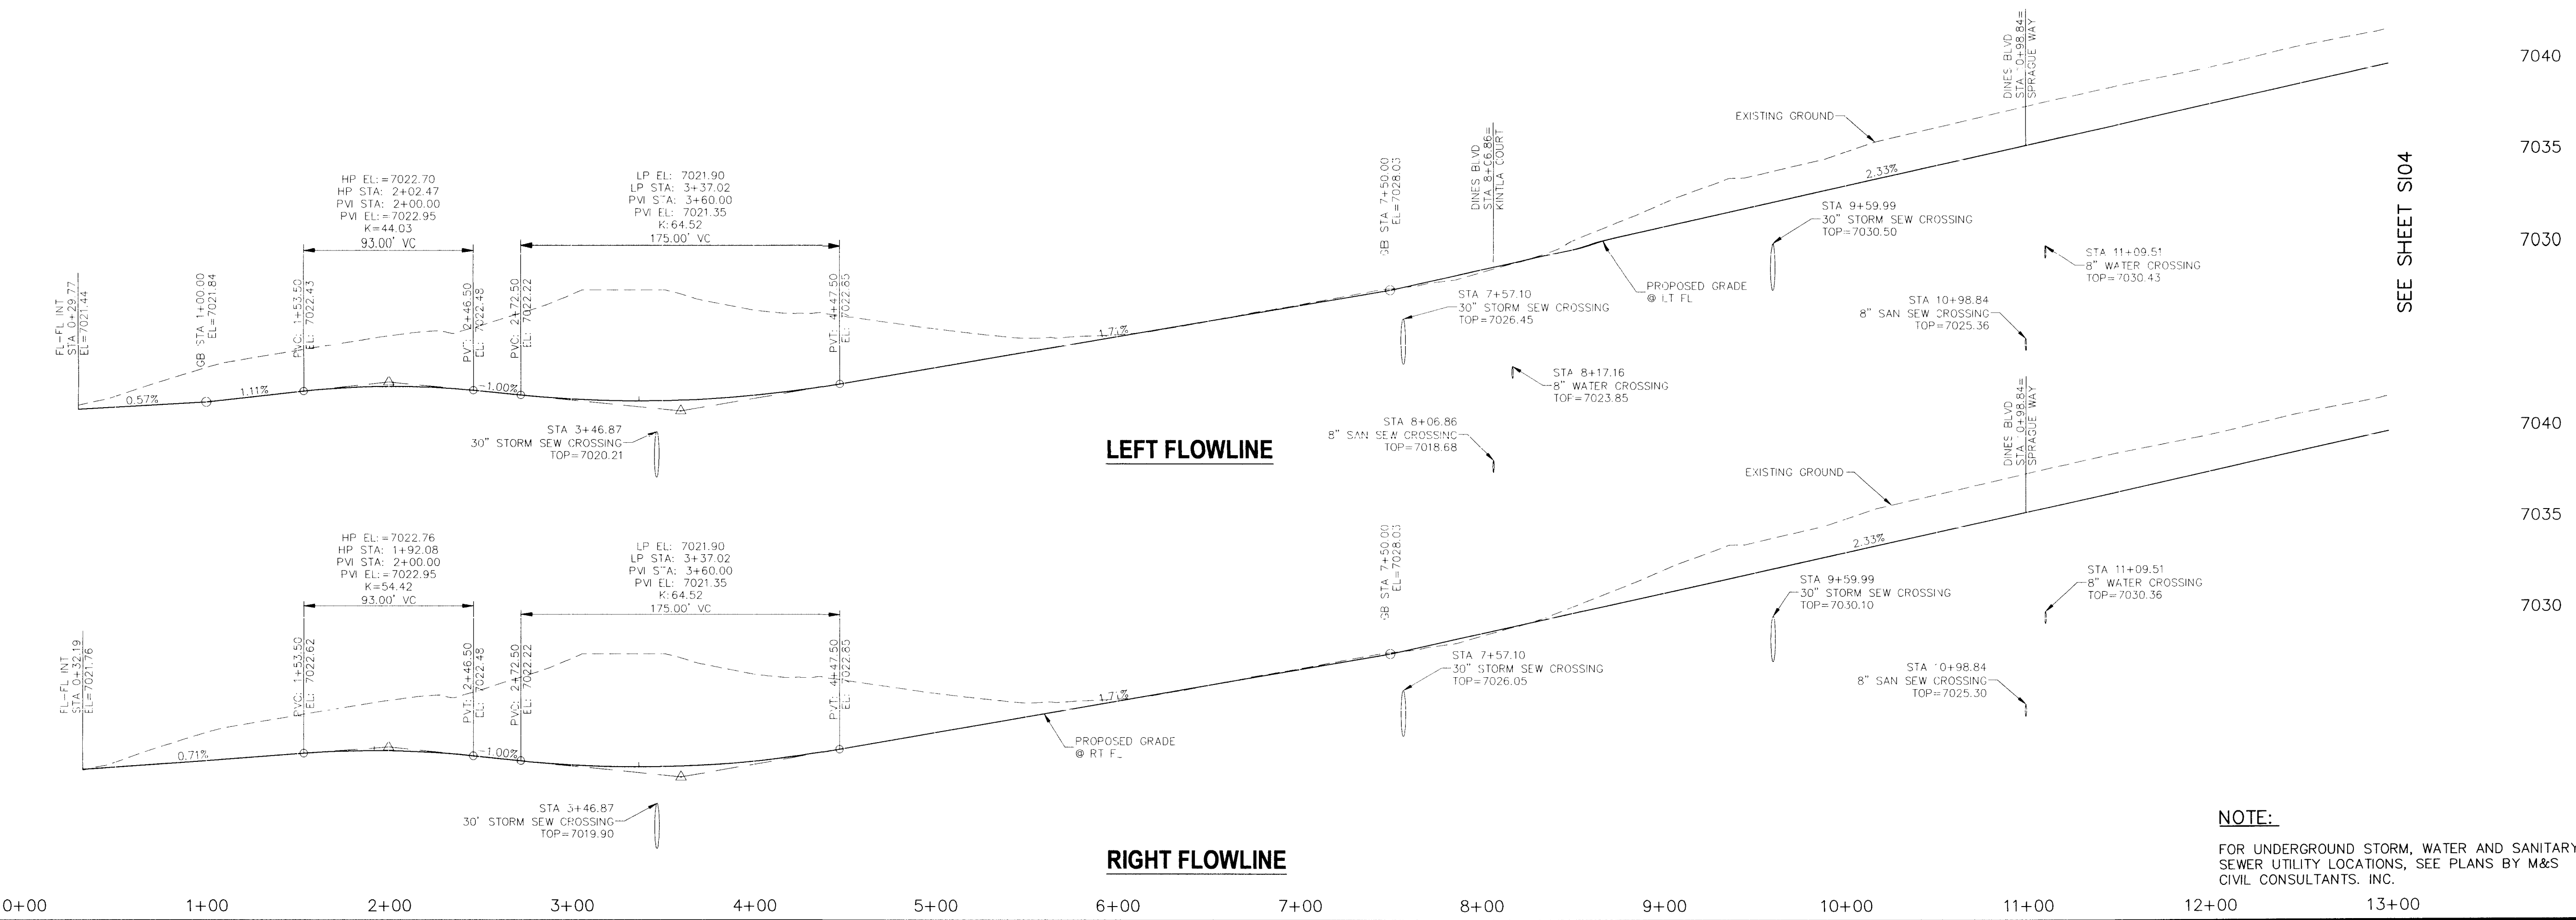 FL-FL INT
STA 0+29.77
EL=7021.44
GB STA 1+00.00
EL=7021.84
0.57%
1.11%
HP EL:=7022.70
HP STA: 2+02.47
PVI STA: 2+00.00
PVI EL:=7022.95
K=44.03
93.00' VC
PVC: 1+53.50
EL: 7022.43
PVT: 2+46.50
EL: 7022.48
-1.00%
LP EL: 7021.90
LP STA: 3+37.02
PVI STA: 3+60.00
PVI EL: 7021.35
K:64.52
175.00' VC
PVC: 2+72.50
EL: 7022.22
PVT: 4+47.50
EL: 7022.85
STA 3+46.87
30" STORM SEW CROSSING
TOP=7020.21
GB STA 7+50.00
EL=7028.03
STA 7+57.10
30" STORM SEW CROSSING
TOP=7026.45
DINES BLVD
STA 8+06.86=
KINTLA COURT
STA 8+17.16
8" WATER CROSSING
TOP=7023.85
STA 8+06.86
8" SAN SEW CROSSING
TOP=7018.68
PROPOSED GRADE
@ LT FL
EXISTING GROUND
2.33%
STA 9+59.99
30" STORM SEW CROSSING
TOP=7030.50
DINES BLVD
STA 10+98.84=
SPRAGUE WAY
STA 11+09.51
8" WATER CROSSING
TOP=7030.43
STA 10+98.84
8" SAN SEW CROSSING
TOP=7025.36
7040
7035
7030
SEE SHEET SI04
LEFT FLOWLINE
FL-FL INT
STA 0+32.19
EL=7021.76
0.71%
HP EL:=7022.76
HP STA: 1+92.08
PVI STA: 2+00.00
PVI EL:=7022.95
K=54.42
93.00' VC
PVC: 1+53.50
EL: 7022.62
PVT: 2+46.50
EL: 7022.48
-1.00%
LP EL: 7021.90
LP STA: 3+37.02
PVI STA: 3+60.00
PVI EL: 7021.35
K:64.52
175.00' VC
PVC: 2+72.50
EL: 7022.22
PVT: 4+47.50
EL: 7022.85
STA 3+46.87
30" STORM SEW CROSSING
TOP=7019.90
PROPOSED GRADE
@ RT FL
GB STA 7+50.00
EL=7028.03
STA 7+57.10
30" STORM SEW CROSSING
TOP=7026.05
EXISTING GROUND
2.33%
STA 9+59.99
30" STORM SEW CROSSING
TOP=7030.10
DINES BLVD
STA 10+98.84=
SPRAGUE WAY
STA 11+09.51
8" WATER CROSSING
TOP=7030.36
STA 10+98.84
8" SAN SEW CROSSING
TOP=7025.30
7040
7035
7030
RIGHT FLOWLINE
NOTE:
FOR UNDERGROUND STORM, WATER AND SANITARY
SEWER UTILITY LOCATIONS, SEE PLANS BY M&S
CIVIL CONSULTANTS. INC.
0+00 1+00 2+00 3+00 4+00 5+00 6+00 7+00 8+00 9+00 10+00 11+00 12+00 13+00